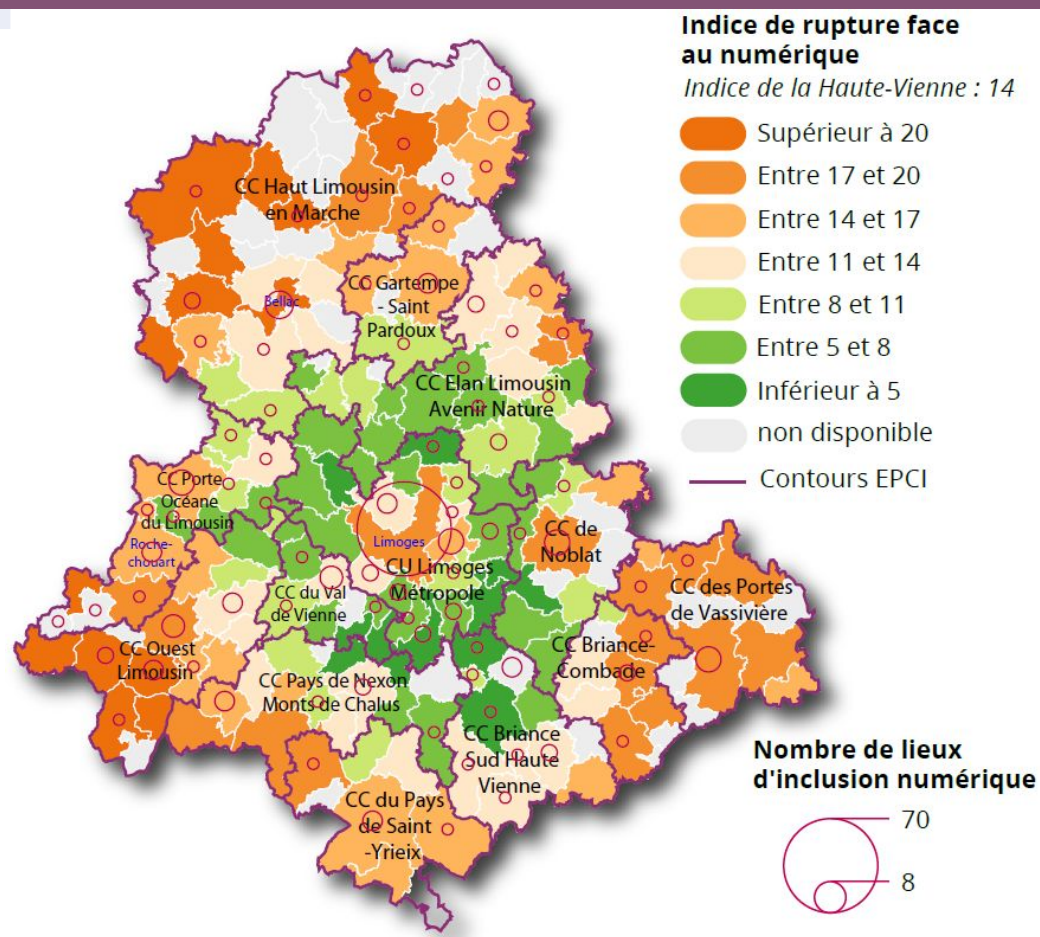 Indice de rupture face
au numérique
Indice de la Haute-Vienne : 14
Supérieur à 20
Entre 17 et 20
Entre 14 et 17
Entre 11 et 14
Entre 8 et 11
Entre 5 et 8
Inférieur à 5
non disponible
Contours EPCI
CC Haut Limousin
en Marche
CC Gartempe
- Saint
Pardoux
Bellac
CC Elan Limousin
Avenir Nature
CC Porte
Océane
du Limousin
Roche-
chouart
Limoges
CU Limoges
Métropole
CC de
Noblat
CC du Val
de Vienne
CC des Portes
de Vassivière
CC Ouest
Limousin
CC Briance-
Combade
CC Pays de Nexon
Monts de Chalus
CC Briance
Sud Haute
Vienne
CC du Pays
de Saint
-Yrieix
Nombre de lieux
d'inclusion numérique
70
8